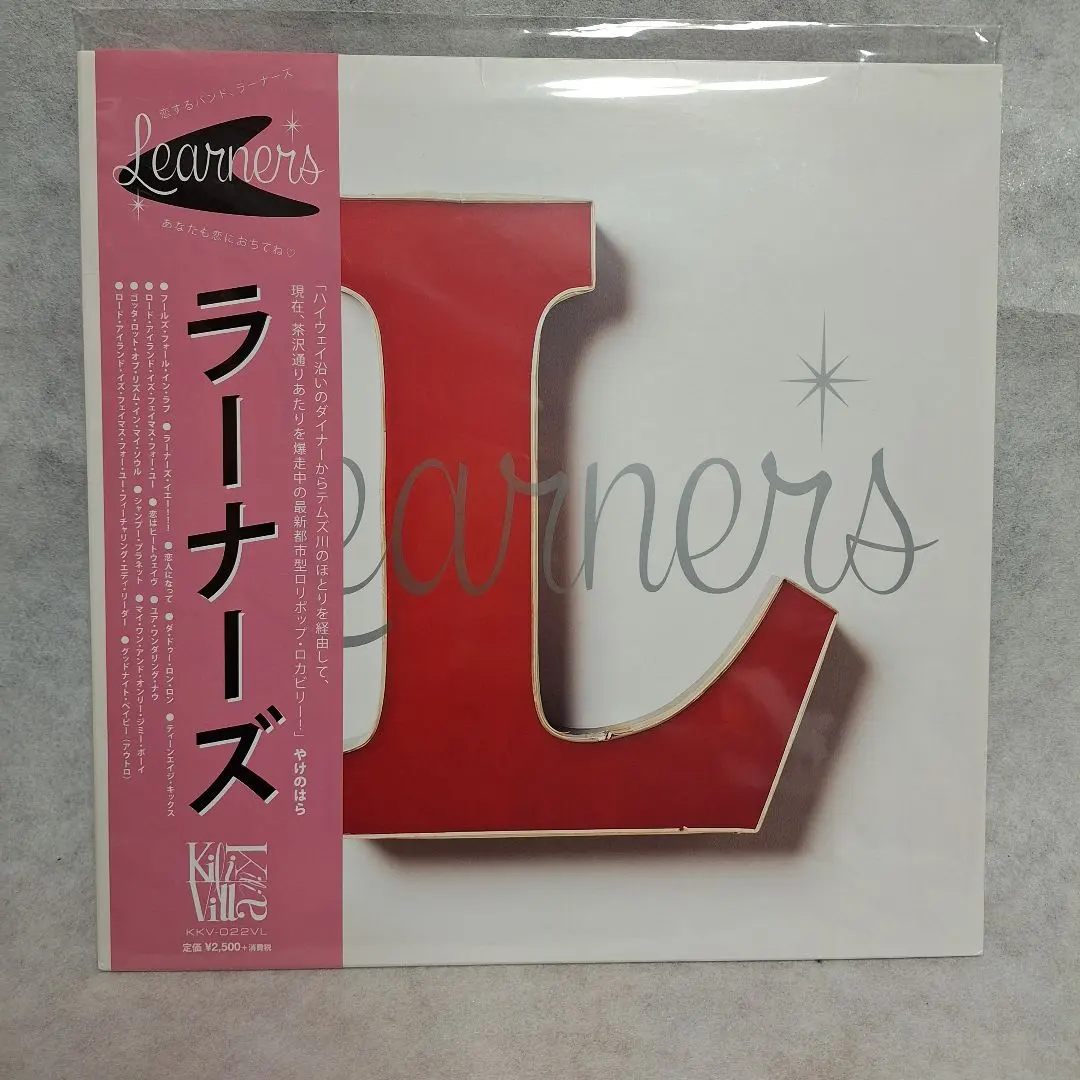 恋するバンド、ラーナーズ
Learners
あなたも恋におちてね♡
「ハイウェイ沿いのダイナーからテムズ川のほとりを経由して、
現在、茶沢通りあたりを爆走中の最新都市型ロリポップ・ロカビリー！」 やけのはら
ラーナーズ
●フールズ・フォール・イン・ラブ ●ラーナーズ・イエー！！！！ ●恋人になって ●ダ・ドゥー・ロン・ロン ●ティーンエイジ・キックス
●ロード・アイランド・イズ・フェイマス・フォー・ユー ●恋はヒートウェイヴ ●ユア・ワンダリング・ナウ
●ゴッタ・ロット・オブ・リズム・イン・マイ・ソウル ●シャンプー・プラネット ●マイ・ワン・アンド・オンリー・ジミー・ボーイ
●ロード・アイランド・イズ・フェイマス・フォー・ユー・フィーチャリング・エディ・リーダー ●グッドナイト・ベイビー（アウトロ）
KiliKili Villa
KKV-022VL
定価 ¥2,500+消費税
L
Learners